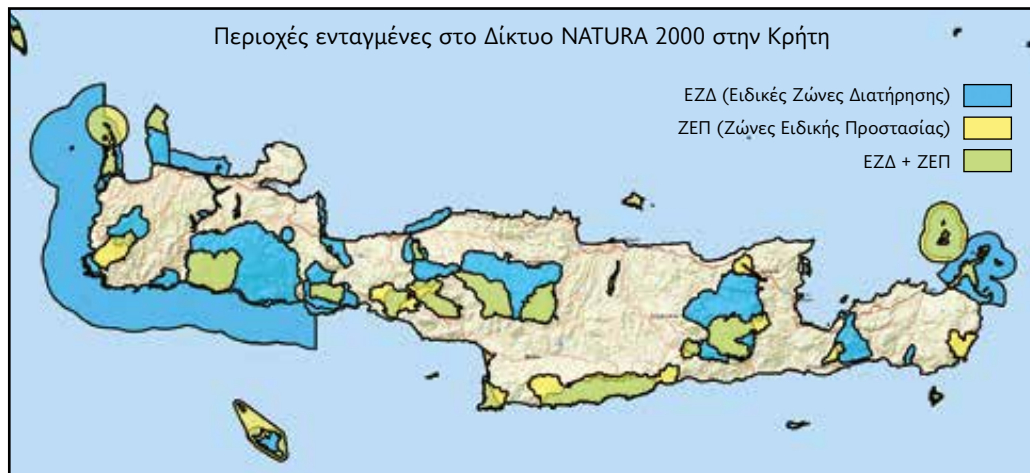 Περιοχές ενταγμένες στο Δίκτυο NATURA 2000 στην Κρήτη
ΕΖΔ (Ειδικές Ζώνες Διατήρησης)
ΖΕΠ (Ζώνες Ειδικής Προστασίας)
ΕΖΔ + ΖΕΠ